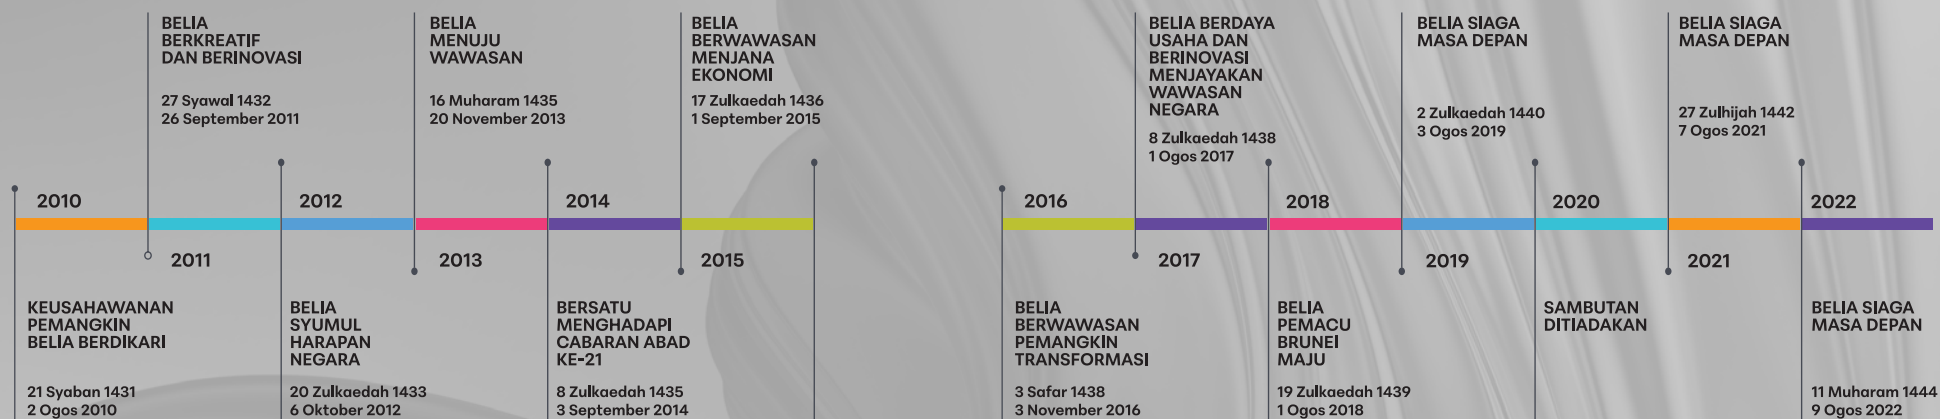 2010
KEUSAHAWANAN
PEMANGKIN
BELIA BERDIKARI
21 Syaban 1431
2 Ogos 2010
BELIA
BERKREATIF
DAN BERINOVASI
27 Syawal 1432
26 September 2011
2011
2012
BELIA
SYUMUL
HARAPAN
NEGARA
20 Zulkaedah 1433
6 Oktober 2012
BELIA
MENUJU
WAWASAN
16 Muharam 1435
20 November 2013
2013
2014
BERSATU
MENGHADAPI
CABARAN ABAD
KE-21
8 Zulkaedah 1435
3 September 2014
BELIA
BERWAWASAN
MENJANA
EKONOMI
17 Zulkaedah 1436
1 September 2015
2015
2016
BELIA
BERWAWASAN
PEMANGKIN
TRANSFORMASI
3 Safar 1438
3 November 2016
BELIA BERDAYA
USAHA DAN
BERINOVASI
MENJAYAKAN
WAWASAN
NEGARA
8 Zulkaedah 1438
1 Ogos 2017
2017
2018
BELIA
PEMACU
BRUNEI
MAJU
19 Zulkaedah 1439
1 Ogos 2018
BELIA SIAGA
MASA DEPAN
2 Zulkaedah 1440
3 Ogos 2019
2019
2020
SAMBUTAN
DITIADAKAN
BELIA SIAGA
MASA DEPAN
27 Zulhijah 1442
7 Ogos 2021
2021
2022
BELIA SIAGA
MASA DEPAN
11 Muharam 1444
9 Ogos 2022